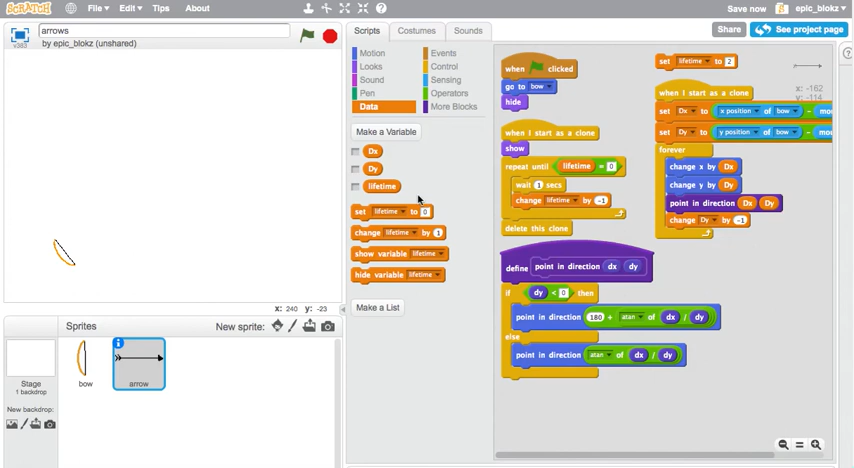 SCRATCH File Edit Tips About Save now epic_blokz
v383 arrows
by epic_blokz (unshared)
Share See project page
Scripts Costumes Sounds
Motion Events
Looks Control
Sound Sensing
Pen Operators
Data More Blocks
Make a Variable
Dx
Dy
lifetime
set lifetime to 0
change lifetime by 1
show variable lifetime
hide variable lifetime
Make a List
when clicked
go to bow
hide
when I start as a clone
show
repeat until lifetime = 0
wait 1 secs
change lifetime by -1
delete this clone
define point in direction dx dy
if dy < 0 then
point in direction 180 + atan of dx / dy
else
point in direction atan of dx / dy
set lifetime to 2
x: -162
y: -114
when I start as a clone
set Dx to x position of bow - mou
set Dy to y position of bow - mou
forever
change x by Dx
change y by Dy
point in direction Dx Dy
change Dy by -1
x: 240 y: -23
Sprites New sprite:
Stage
1 backdrop
New backdrop:
bow
arrow